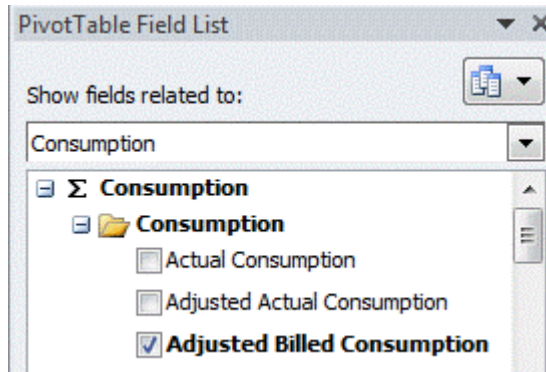 PivotTable Field List
Show fields related to:
Consumption
Σ Consumption
Consumption
Actual Consumption
Adjusted Actual Consumption
Adjusted Billed Consumption